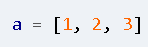 a = [1, 2, 3]